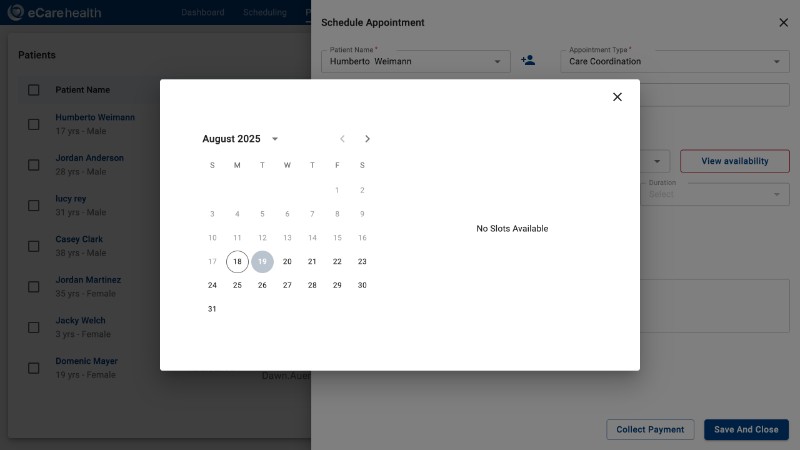 eCarehealth
Dashboard
Scheduling
P
Schedule Appointment
Patients
Patient Name *
Humberto Weimann
Appointment Type *
Care Coordination
Patient Name
Humberto Weimann
17 yrs - Male
Jordan Anderson
28 yrs - Male
lucy rey
31 yrs - Male
Casey Clark
38 yrs - Male
Jordan Martinez
35 yrs - Female
Jacky Welch
3 yrs - Female
Domenic Mayer
19 yrs - Female
Dawn.Auer
View availability
Duration
Select
August 2025
S M T W T F S
1 2
3 4 5 6 7 8 9
10 11 12 13 14 15 16
17 18 19 20 21 22 23
24 25 26 27 28 29 30
31
No Slots Available
Collect Payment
Save And Close